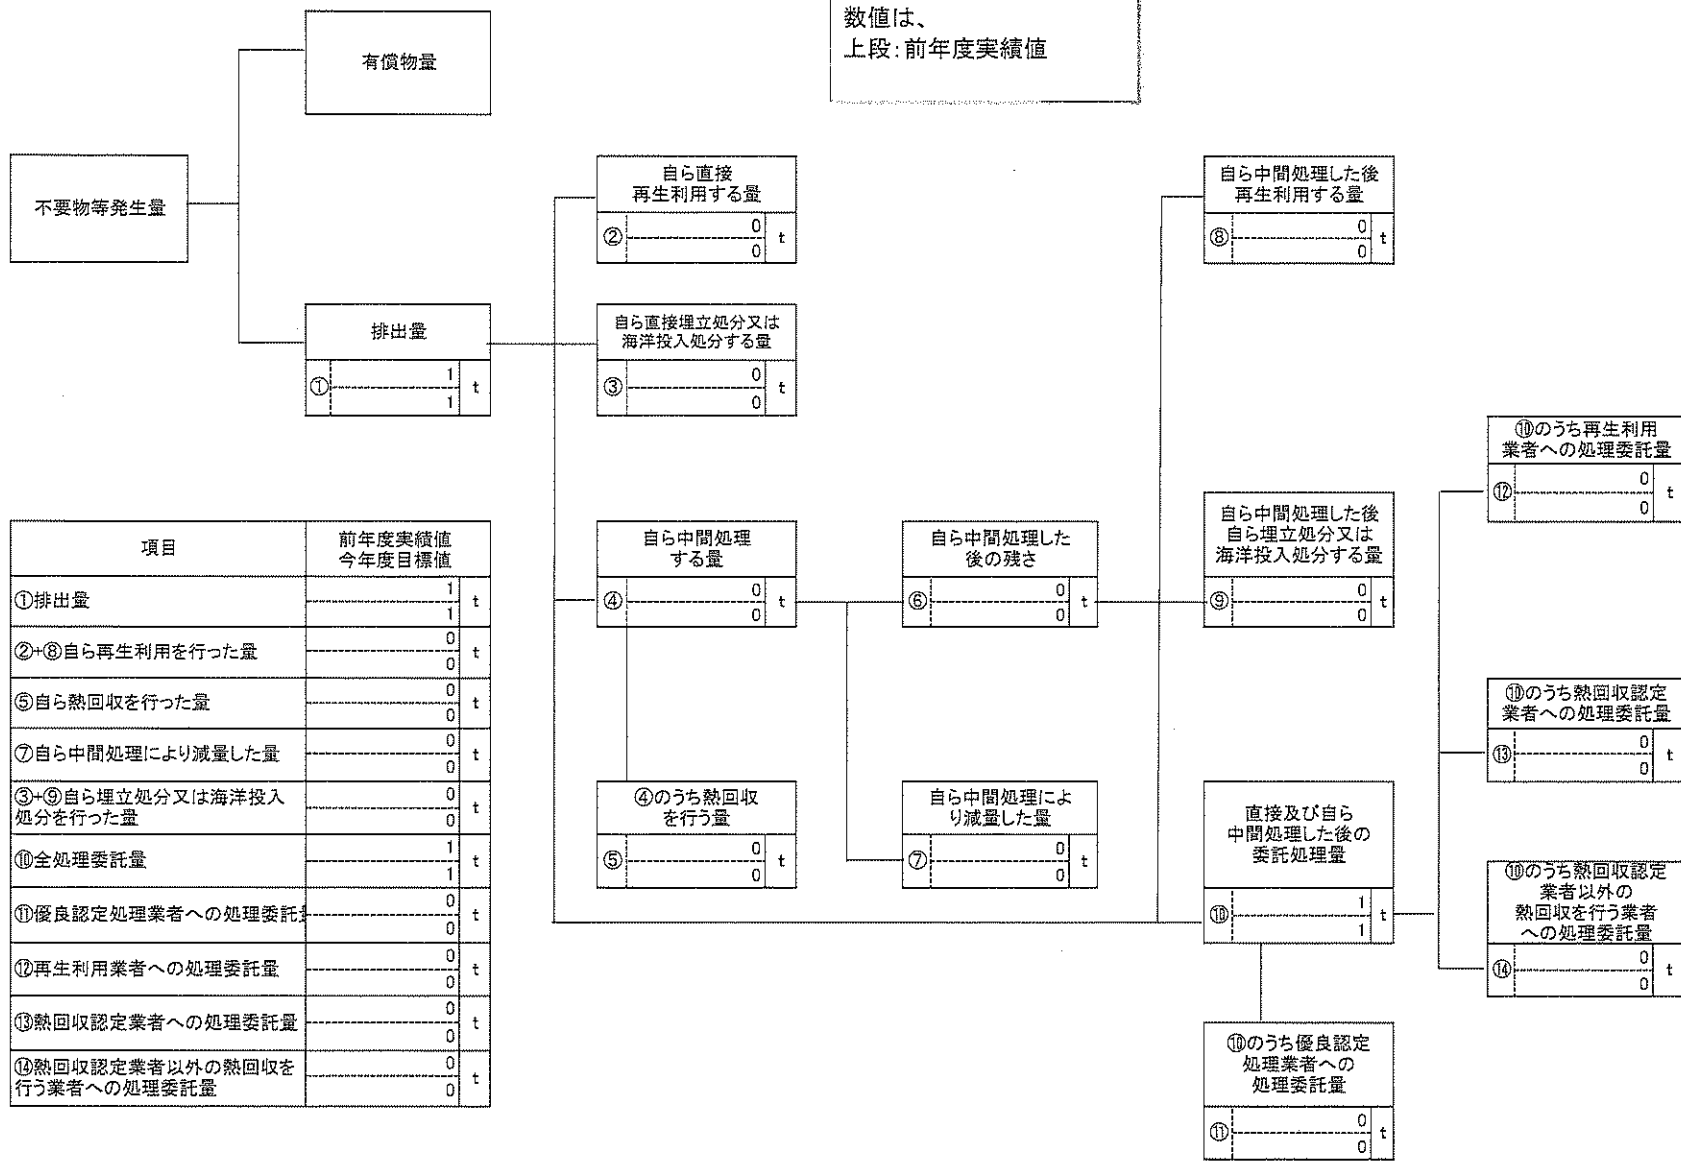 数値は、
上段:前年度実績値
有償物量
不要物等発生量
排出量
①
1
1
t
自ら直接
再生利用する量
②
0
0
t
自ら直接埋立処分又は
海洋投入処分する量
③
0
0
t
自ら中間処理
する量
④
0
0
t
④のうち熱回収
を行う量
⑤
0
0
t
自ら中間処理した
後の残さ
⑥
0
0
t
自ら中間処理によ
り減量した量
⑦
0
0
t
自ら中間処理した後
再生利用する量
⑧
0
0
t
自ら中間処理した後
自ら埋立処分又は
海洋投入処分する量
⑨
0
0
t
直接及び自ら
中間処理した後の
委託処理量
⑩
1
1
t
⑩のうち優良認定
処理業者への
処理委託量
⑪
0
0
t
⑩のうち再生利用
業者への処理委託量
⑫
0
0
t
⑩のうち熱回収認定
業者への処理委託量
⑬
0
0
t
⑩のうち熱回収認定
業者以外の
熱回収を行う業者
への処理委託量
⑭
0
0
t
項目
前年度実績値
今年度目標値
①排出量
1
1
t
②+⑧自ら再生利用を行った量
0
0
t
⑤自ら熱回収を行った量
0
0
t
⑦自ら中間処理により減量した量
0
0
t
③+⑨自ら埋立処分又は海洋投入
処分を行った量
0
0
t
⑩全処理委託量
1
1
t
⑪優良認定処理業者への処理委託
0
0
t
⑫再生利用業者への処理委託量
0
0
t
⑬熱回収認定業者への処理委託量
0
0
t
⑭熱回収認定業者以外の熱回収を
行う業者への処理委託量
0
0
t